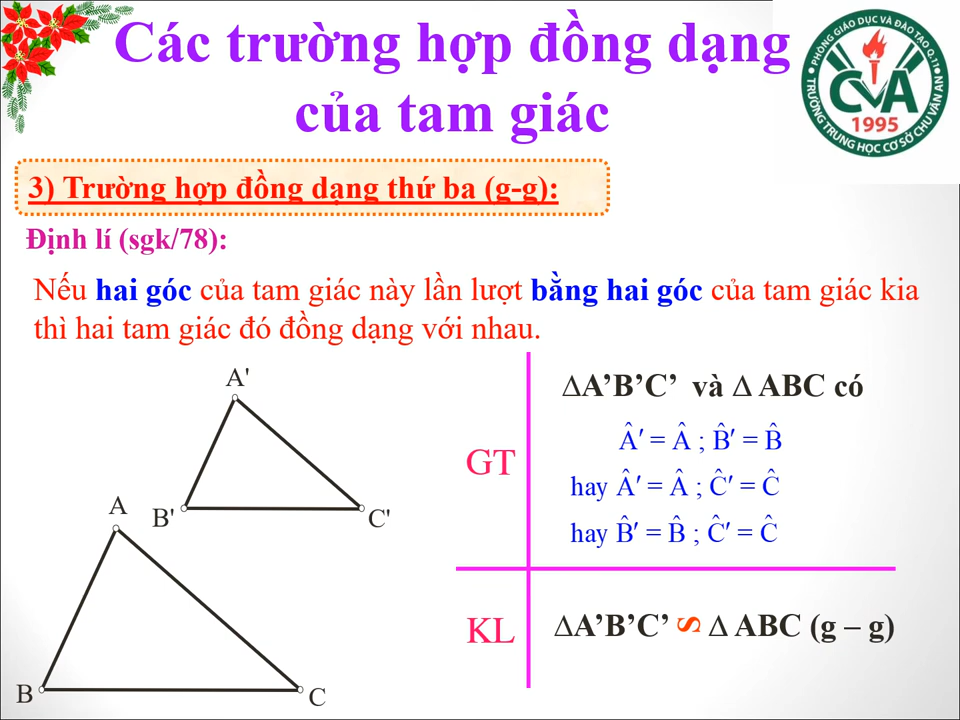 Các trường hợp đồng dạng
của tam giác
PHÒNG GIÁO DỤC VÀ ĐÀO TẠO Q.11
CVA
1995
TRƯỜNG TRUNG HỌC CƠ SỞ CHU VĂN AN
3) Trường hợp đồng dạng thứ ba (g-g):
Định lí (sgk/78):
Nếu hai góc của tam giác này lần lượt bằng hai góc của tam giác kia
thì hai tam giác đó đồng dạng với nhau.
A'
B'
C'
A
B
C
GT
∆A’B’C’ và ∆ ABC có
Â′ = Â ; B̂′ = B̂
hay Â′ = Â ; Ĉ′ = Ĉ
hay B̂′ = B̂ ; Ĉ′ = Ĉ
KL
∆A’B’C’ ∽ ∆ ABC (g – g)